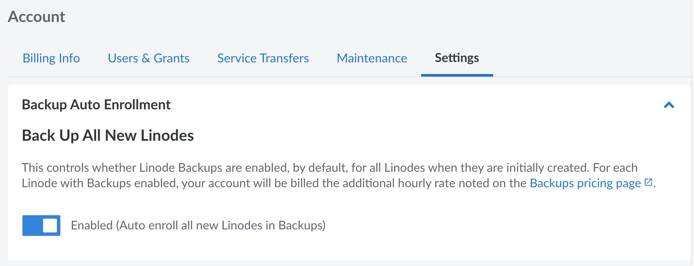 Account
Billing Info Users & Grants Service Transfers Maintenance Settings
Backup Auto Enrollment
Back Up All New Linodes
This controls whether Linode Backups are enabled, by default, for all Linodes when they are initially created. For each
Linode with Backups enabled, your account will be billed the additional hourly rate noted on the Backups pricing page.
Enabled (Auto enroll all new Linodes in Backups)